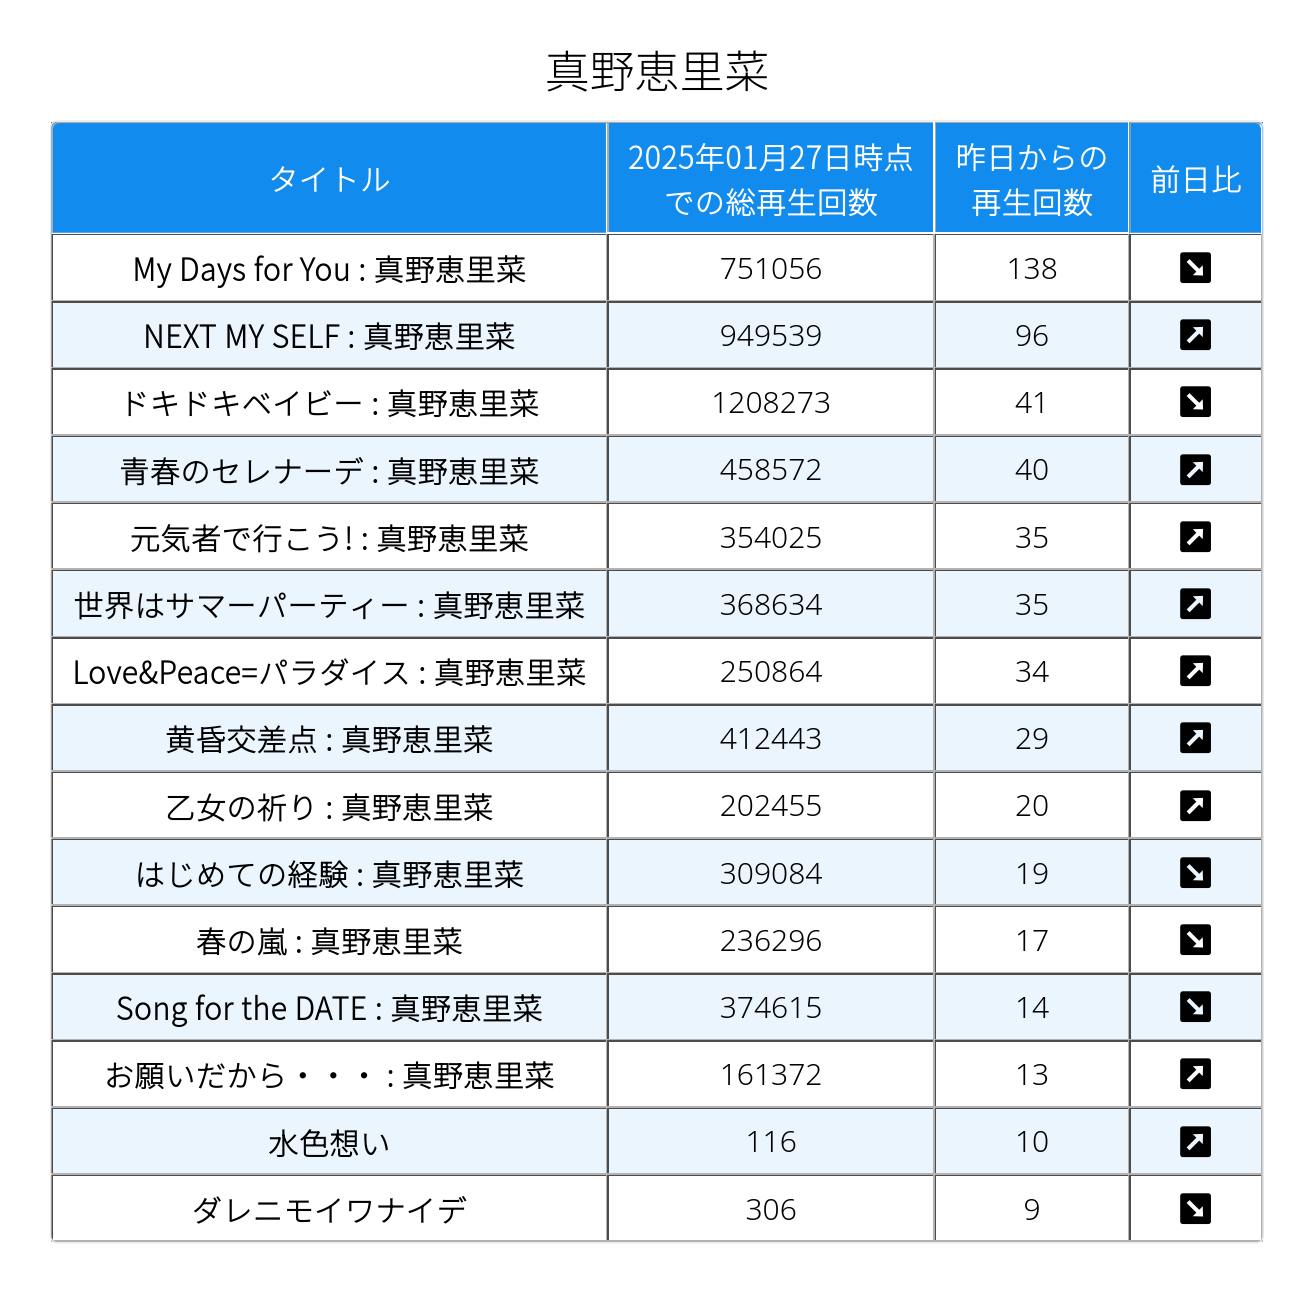 真野恵里菜
タイトル
2025年01月27日時点
での総再生回数
昨日からの
再生回数
前日比
My Days for You : 真野恵里菜 751056 138 ↘
NEXT MY SELF : 真野恵里菜 949539 96 ↗
ドキドキベイビー : 真野恵里菜 1208273 41 ↘
青春のセレナーデ : 真野恵里菜 458572 40 ↗
元気者で行こう! : 真野恵里菜 354025 35 ↗
世界はサマーパーティー : 真野恵里菜 368634 35 ↗
Love&Peace=パラダイス : 真野恵里菜 250864 34 ↗
黄昏交差点 : 真野恵里菜 412443 29 ↗
乙女の祈り : 真野恵里菜 202455 20 ↗
はじめての経験 : 真野恵里菜 309084 19 ↘
春の嵐 : 真野恵里菜 236296 17 ↘
Song for the DATE : 真野恵里菜 374615 14 ↘
お願いだから・・・ : 真野恵里菜 161372 13 ↗
水色想い 116 10 ↗
ダレニモイワナイデ 306 9 ↘